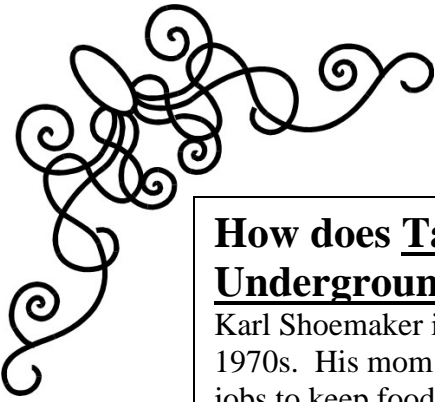 How does Ta
Undergroun
Karl Shoemaker i
1970s. His mom
jobs to keep food